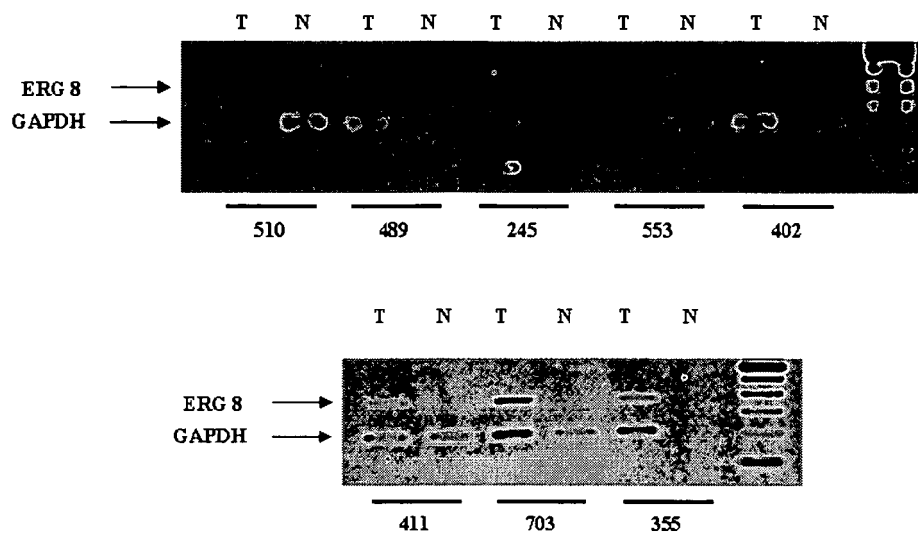 T N T N T N T N T N
ERG 8
GAPDH
510 489 245 553 402
T N T N T N
ERG 8
GAPDH
411 703 355